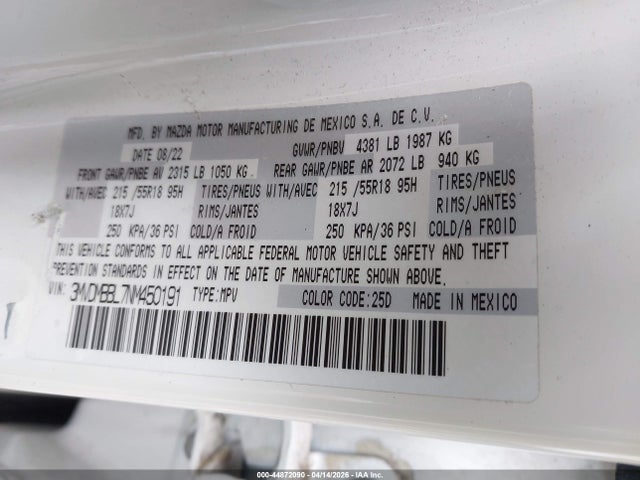 MFD. BY MAZDA MOTOR MANUFACTURING DE MEXICO S.A. DE C.V.
DATE 08/22 GVWR/PNBV 4381 LB 1987 KG
FRONT GAWR/PNBE AV 2315 LB 1050 KG REAR GAWR/PNBE AR 2072 LB 940 KG
WITH/AVEC 215 /55R18 95H TIRES/PNEUS WITH/AVEC 215 /55R18 95H TIRES/PNEUS
18X7J RIMS/JANTES 18X7J RIMS/JANTES
250 KPA/36 PSI COLD/A FROID 250 KPA/36 PSI COLD/A FROID
THIS VEHICLE CONFORMS TO ALL APPLICABLE FEDERAL MOTOR VEHICLE SAFETY AND THEFT
PREVENTION STANDARDS IN EFFECT ON THE DATE OF MANUFACTURE SHOWN ABOVE.
VIN: TYPE: MPV COLOR CODE: 25D MADE IN MEXICO
000-44872090 - 04/14/2026 - IAA Inc.